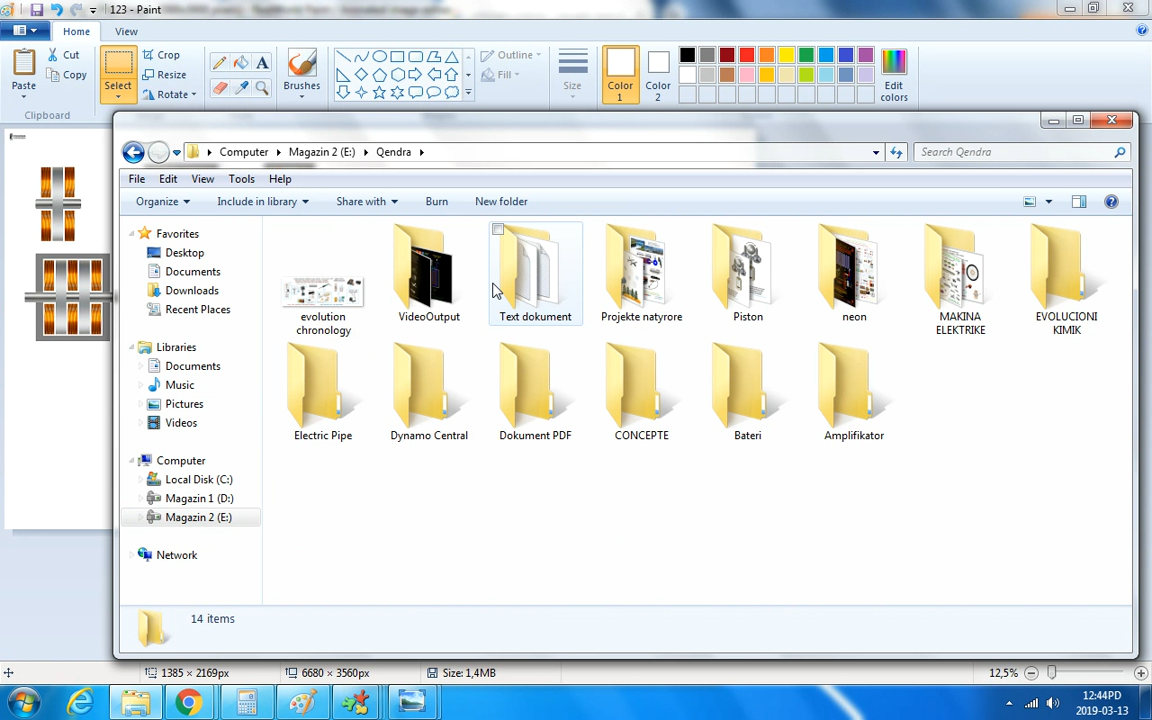 123 - Paint
Home
View
Paste
Cut
Copy
Clipboard
Select
Crop
Resize
Rotate
Brushes
Outline
Fill
Size
Color
1
Color
2
Edit
colors
Computer
Magazin 2 (E:)
Qendra
Search Qendra
File
Edit
View
Tools
Help
Organize
Include in library
Share with
Burn
New folder
Favorites
Desktop
Documents
Downloads
Recent Places
Libraries
Documents
Music
Pictures
Videos
Computer
Local Disk (C:)
Magazin 1 (D:)
Magazin 2 (E:)
Network
evolution
chronology
VideoOutput
Text dokument
Projekte natyrore
Piston
neon
MAKINA
ELEKTRIKE
EVOLUCIONI
KIMIK
Electric Pipe
Dynamo Central
Dokument PDF
CONCEPTE
Bateri
Amplifikator
14 items
1385 × 2169px
6680 × 3560px
Size: 1,4MB
12,5%
12:44PD
2019-03-13